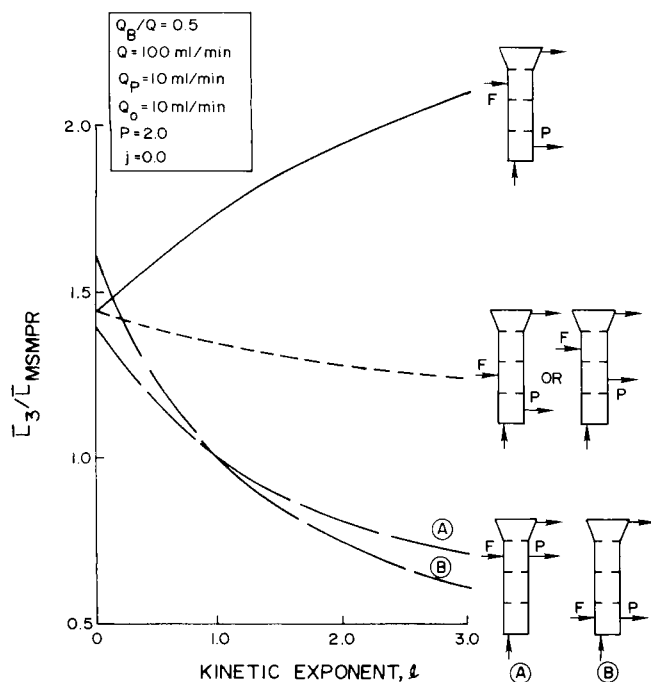 Q_B/Q = 0.5
Q = 100 ml/min
Q_P = 10 ml/min
Q_O = 10 ml/min
P = 2.0
j = 0.0
2.0
1.5
1.0
0.5
L̄_3/L̄_MSMPR
0
1.0
2.0
3.0
KINETIC EXPONENT, ℓ
F
P
F
P
OR
F
P
A
B
F
P
A
F
P
B